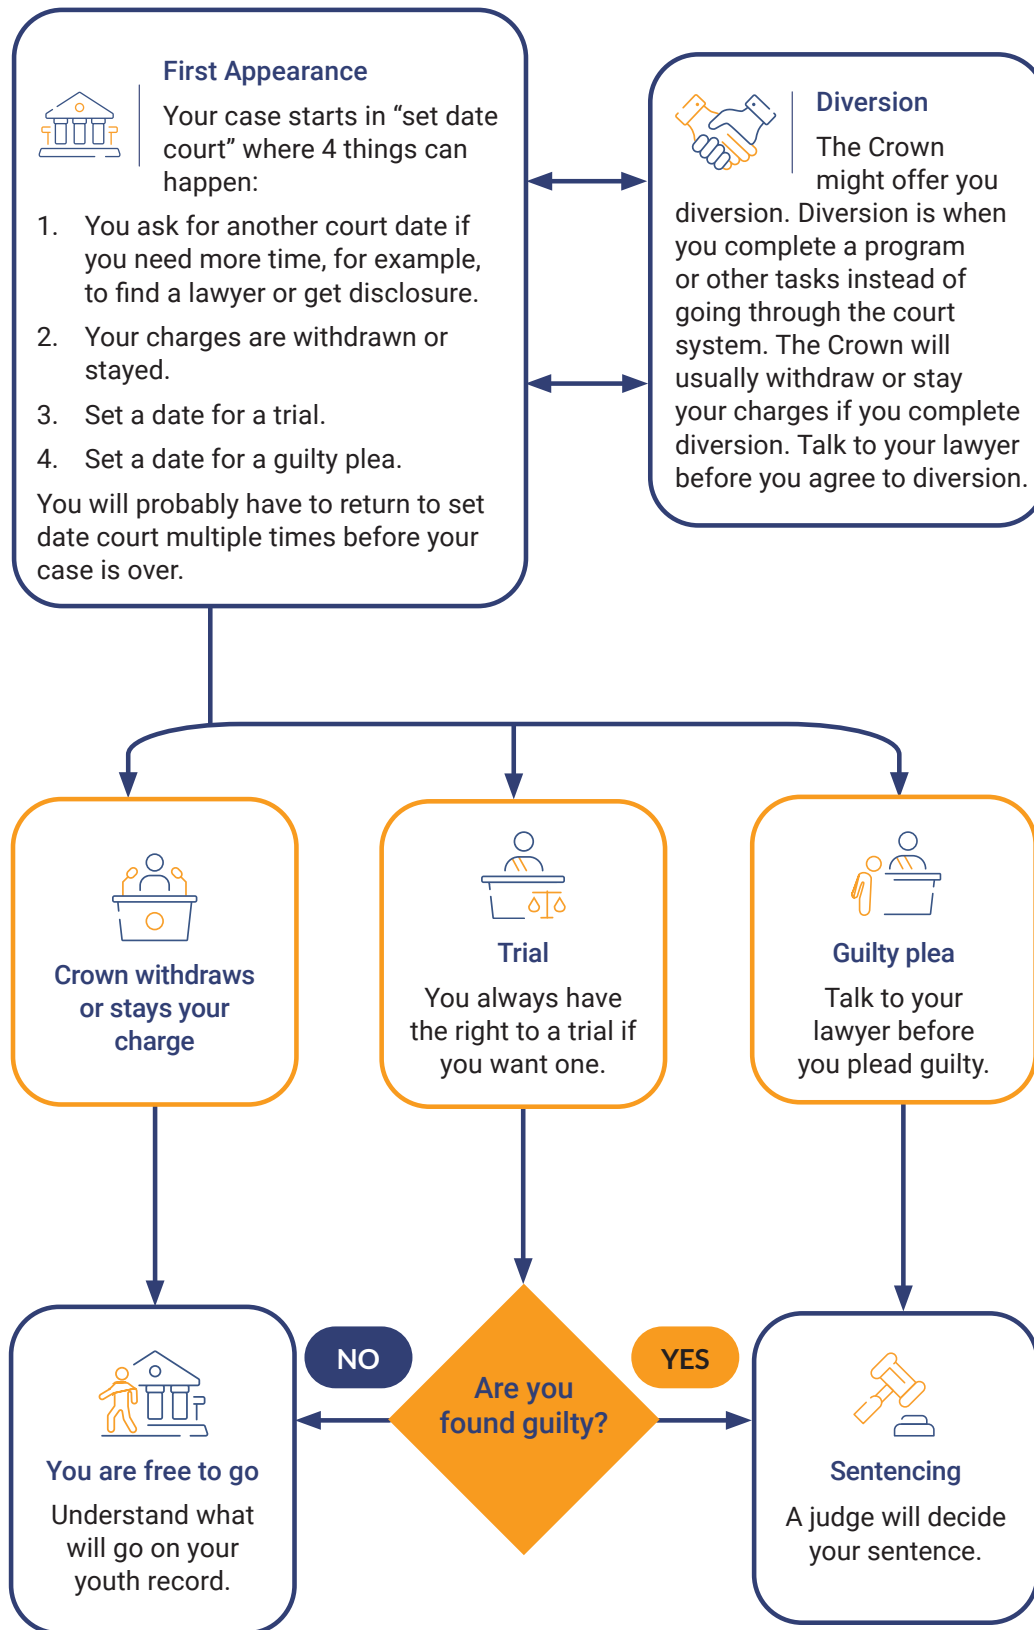 First Appearance
Your case starts in “set date
court” where 4 things can
happen:
1. You ask for another court date if
you need more time, for example,
to find a lawyer or get disclosure.
2. Your charges are withdrawn or
stayed.
3. Set a date for a trial.
4. Set a date for a guilty plea.
You will probably have to return to set
date court multiple times before your
case is over.
Diversion
The Crown
might offer you
diversion. Diversion is when
you complete a program
or other tasks instead of
going through the court
system. The Crown will
usually withdraw or stay
your charges if you complete
diversion. Talk to your lawyer
before you agree to diversion.
Crown withdraws
or stays your
charge
Trial
You always have
the right to a trial if
you want one.
Guilty plea
Talk to your
lawyer before
you plead guilty.
NO
Are you
found guilty?
YES
You are free to go
Understand what
will go on your
youth record.
Sentencing
A judge will decide
your sentence.